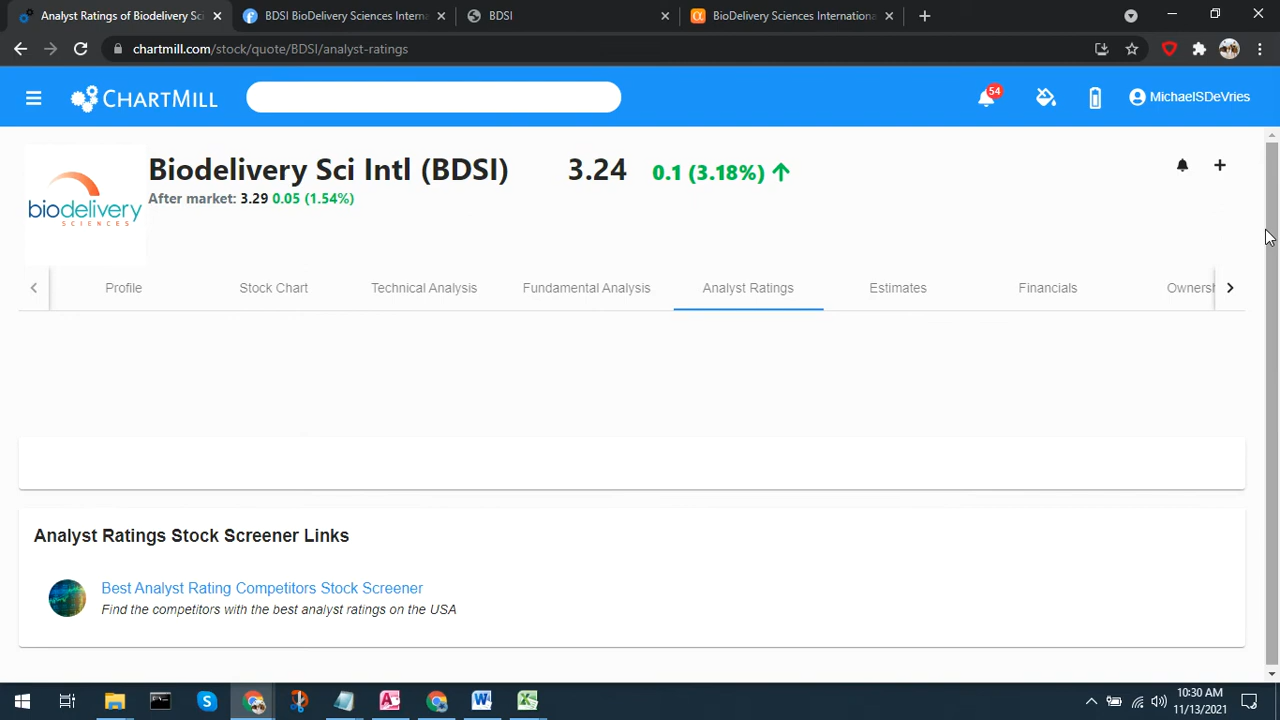 Analyst Ratings of Biodelivery Sci
BDSI BioDelivery Sciences Interna
BDSI
BioDelivery Sciences Internationa
chartmill.com/stock/quote/BDSI/analyst-ratings
CHARTMILL
54
MichaelSDeVries
biodelivery
SCIENCES
Biodelivery Sci Intl (BDSI) 3.24 0.1 (3.18%)
After market: 3.29 0.05 (1.54%)
Profile Stock Chart Technical Analysis Fundamental Analysis Analyst Ratings Estimates Financials Ownersh
Analyst Ratings Stock Screener Links
Best Analyst Rating Competitors Stock Screener
Find the competitors with the best analyst ratings on the USA
10:30 AM
11/13/2021